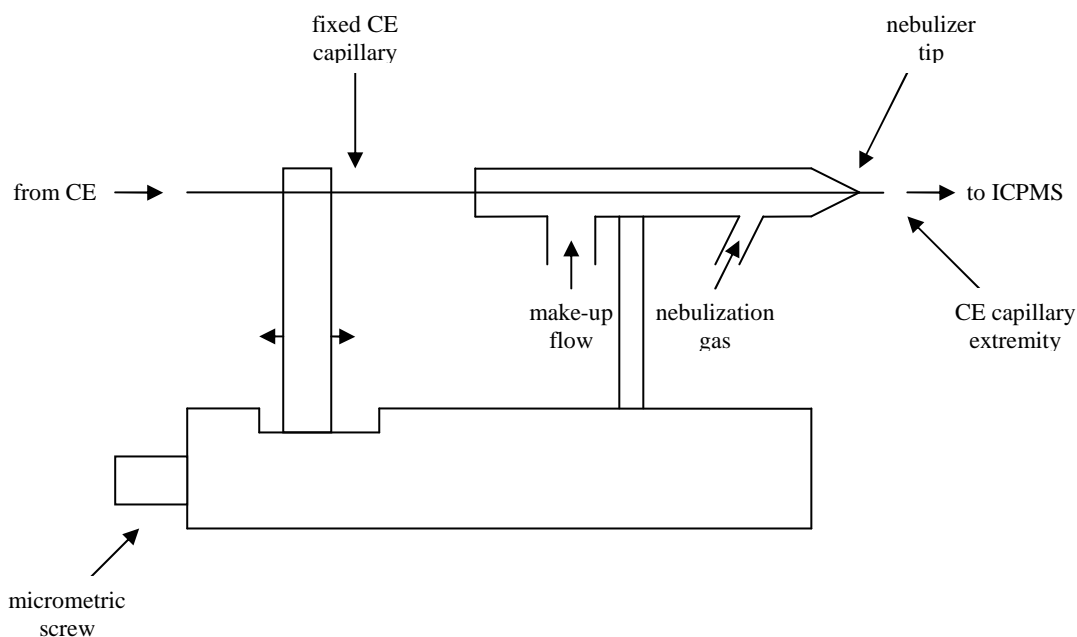 fixed CE
capillary
nebulizer
tip
from CE
to ICPMS
make-up
flow
nebulization
gas
CE capillary
extremity
micrometric
screw